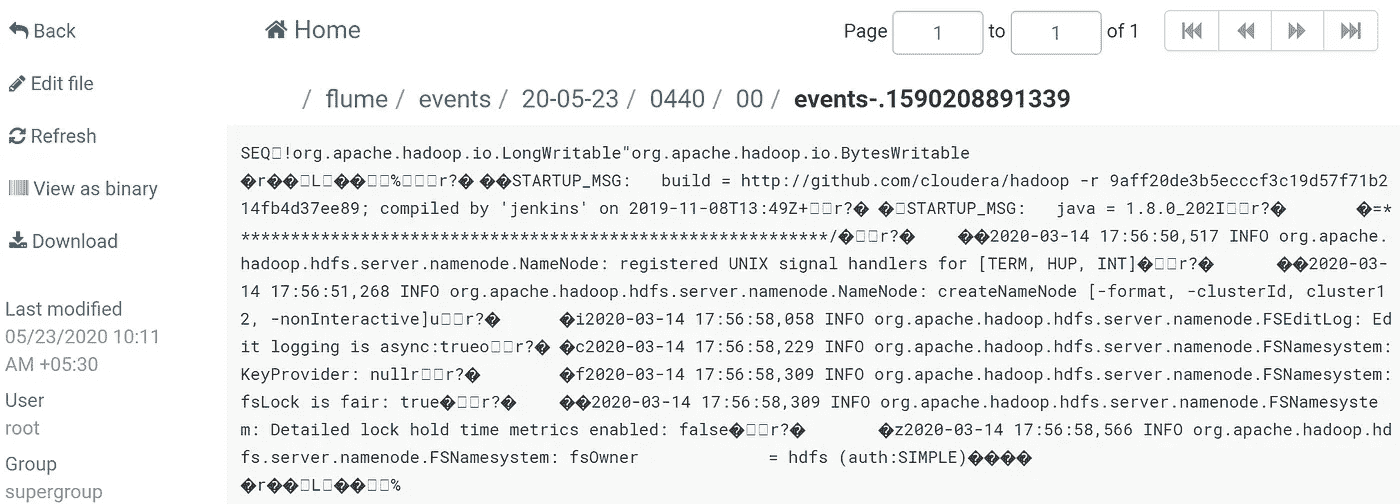 Back
Edit file
Refresh
View as binary
Download
Last modified
05/23/2020 10:11
AM +05:30
User
root
Group
supergroup
Home
Page 1 to 1 of 1
/ flume / events / 20-05-23 / 0440 / 00 / events-.1590208891339
SEQ□!org.apache.hadoop.io.LongWritable"org.apache.hadoop.io.BytesWritable
�r��□L□��□□%□□□r?� ��STARTUP_MSG:   build = http://github.com/cloudera/hadoop -r 9aff20de3b5ecccf3c19d57f71b2
14fb4d37ee89; compiled by 'jenkins' on 2019-11-08T13:49Z+□□r?� �□STARTUP_MSG:   java = 1.8.0_202I□□r?� �=*
***********************************************************/�□□r?� ��2020-03-14 17:56:50,517 INFO org.apache.
hadoop.hdfs.server.namenode.NameNode: registered UNIX signal handlers for [TERM, HUP, INT]�□□r?� ��2020-03-
14 17:56:51,268 INFO org.apache.hadoop.hdfs.server.namenode.NameNode: createNameNode [-format, -clusterId, cluster1
2, -nonInteractive]u□□r?� �i2020-03-14 17:56:58,058 INFO org.apache.hadoop.hdfs.server.namenode.FSEditLog: Ed
it logging is async:trueo□□r?� �c2020-03-14 17:56:58,229 INFO org.apache.hadoop.hdfs.server.namenode.FSNamesystem:
KeyProvider: nullr□□r?� �f2020-03-14 17:56:58,309 INFO org.apache.hadoop.hdfs.server.namenode.FSNamesystem:
fsLock is fair: true�□□r?� ��2020-03-14 17:56:58,309 INFO org.apache.hadoop.hdfs.server.namenode.FSNamesyste
m: Detailed lock hold time metrics enabled: false�□□r?� �z2020-03-14 17:56:58,566 INFO org.apache.hadoop.hd
fs.server.namenode.FSNamesystem: fsOwner = hdfs (auth:SIMPLE)����
�r��□L□��□□%